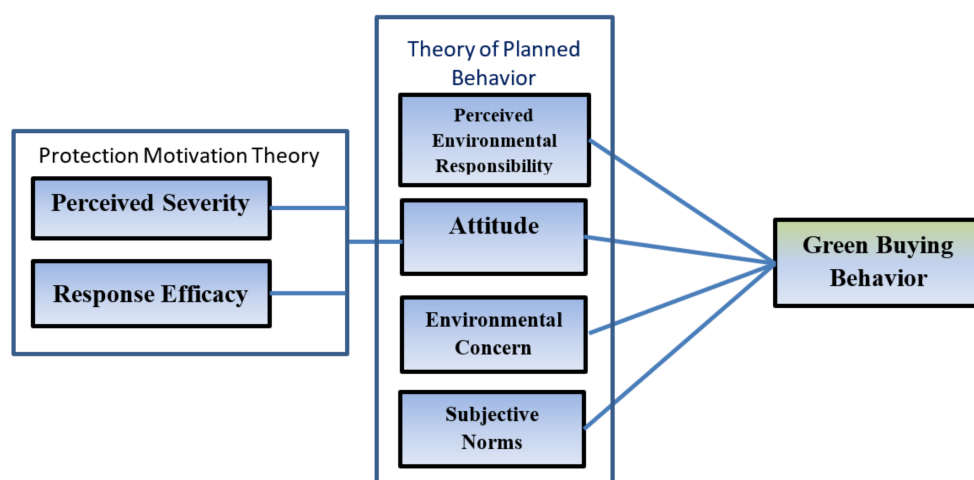 Protection Motivation Theory
Perceived Severity
Response Efficacy
Theory of Planned
Behavior
Perceived
Environmental
Responsibility
Attitude
Environmental
Concern
Subjective
Norms
Green Buying
Behavior